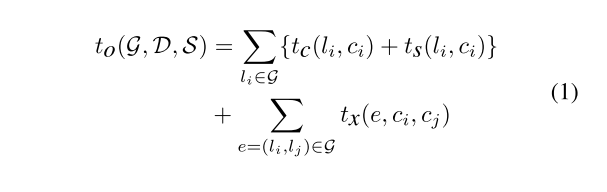 t_O(𝒢, 𝒟, 𝒮) = ∑_{l_i∈𝒢} {t_C(l_i, c_i) + t_S(l_i, c_i)}
+ ∑_{e=(l_i,l_j)∈𝒢} t_X(e, c_i, c_j) (1)